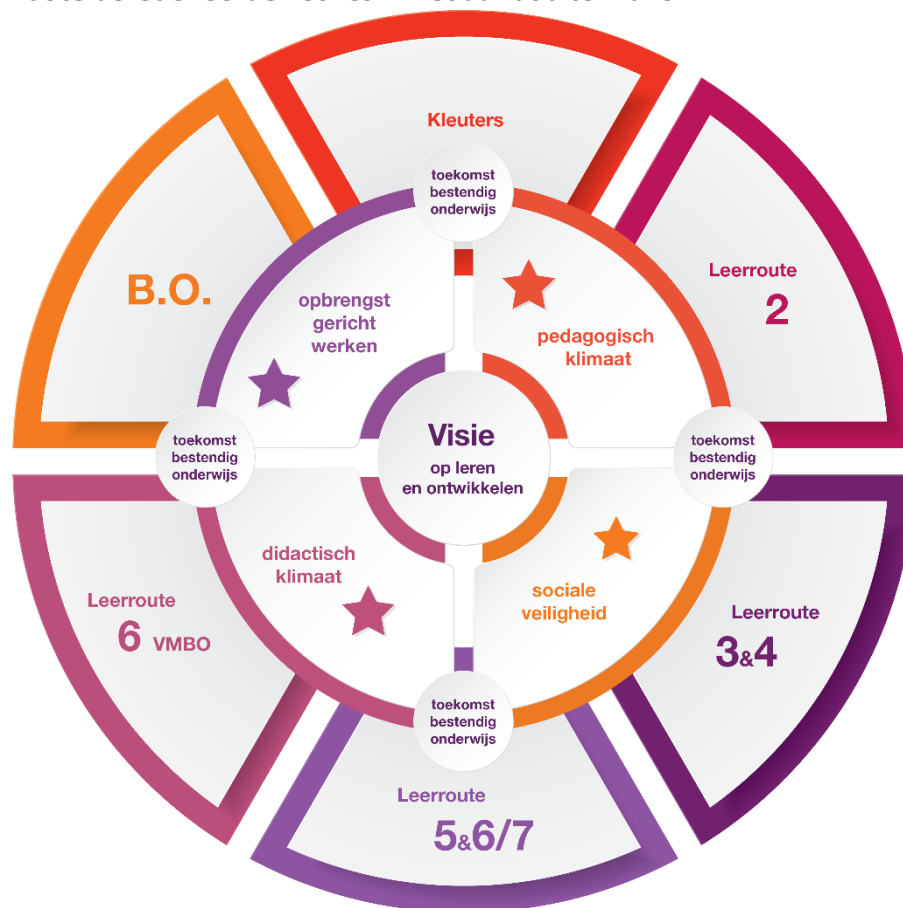 Kleuters
toekomst
bestendig
onderwijs
B.O.
opbrengst
gericht
werken
pedagogisch
klimaat
Leerroute
2
toekomst
bestendig
onderwijs
Visie
op leren
en ontwikkelen
toekomst
bestendig
onderwijs
didactisch
klimaat
sociale
veiligheid
Leerroute
6 VMBO
Leerroute
3&4
toekomst
bestendig
onderwijs
Leerroute
5&6/7